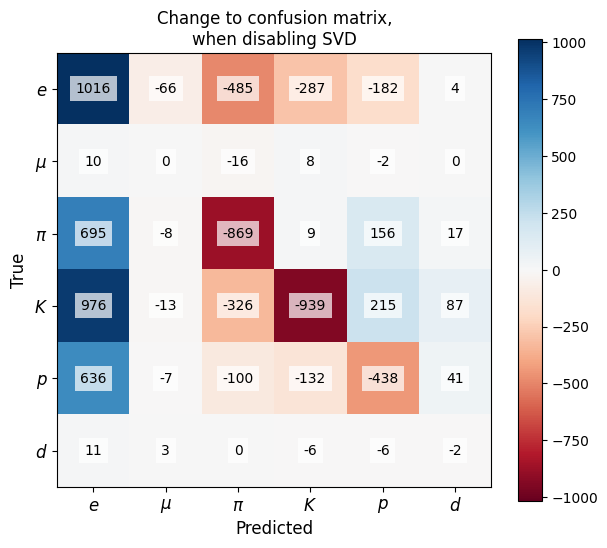 Change to confusion matrix,
when disabling SVD
e 1016 -66 -485 -287 -182 4
μ 10 0 -16 8 -2 0
π 695 -8 -869 9 156 17
K 976 -13 -326 -939 215 87
p 636 -7 -100 -132 -438 41
d 11 3 0 -6 -6 -2
e μ π K p d
Predicted
True
1000
750
500
250
0
−250
−500
−750
−1000